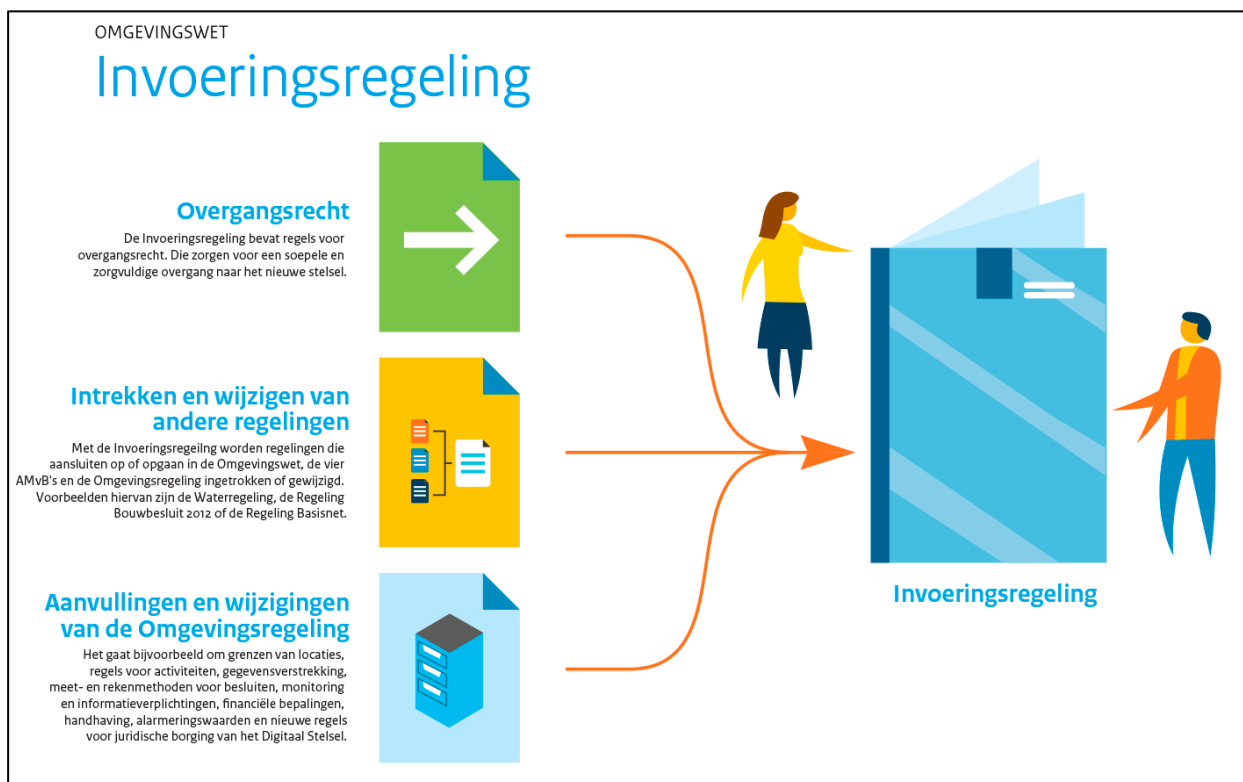 OMGEVINGSWET
Invoeringsregeling
Overgangsrecht
De Invoeringsregeling bevat regels voor
overgangsrecht. Die zorgen voor een soepele en
zorgvuldige overgang naar het nieuwe stelsel.
Intrekken en wijzigen van
andere regelingen
Met de Invoeringsregeilng worden regelingen die
aansluiten op of opgaan in de Omgevingswet, de vier
AMvB's en de Omgevingsregeling ingetrokken of gewijzigd.
Voorbeelden hiervan zijn de Waterregeling, de Regeling
Bouwbesluit 2012 of de Regeling Basisnet.
Aanvullingen en wijzigingen
van de Omgevingsregeling
Het gaat bijvoorbeeld om grenzen van locaties,
regels voor activiteiten, gegevensverstrekking,
meet- en rekenmethoden voor besluiten, monitoring
en informatieverplichtingen, financiële bepalingen,
handhaving, alarmeringswaarden en nieuwe regels
voor juridische borging van het Digitaal Stelsel.
Invoeringsregeling